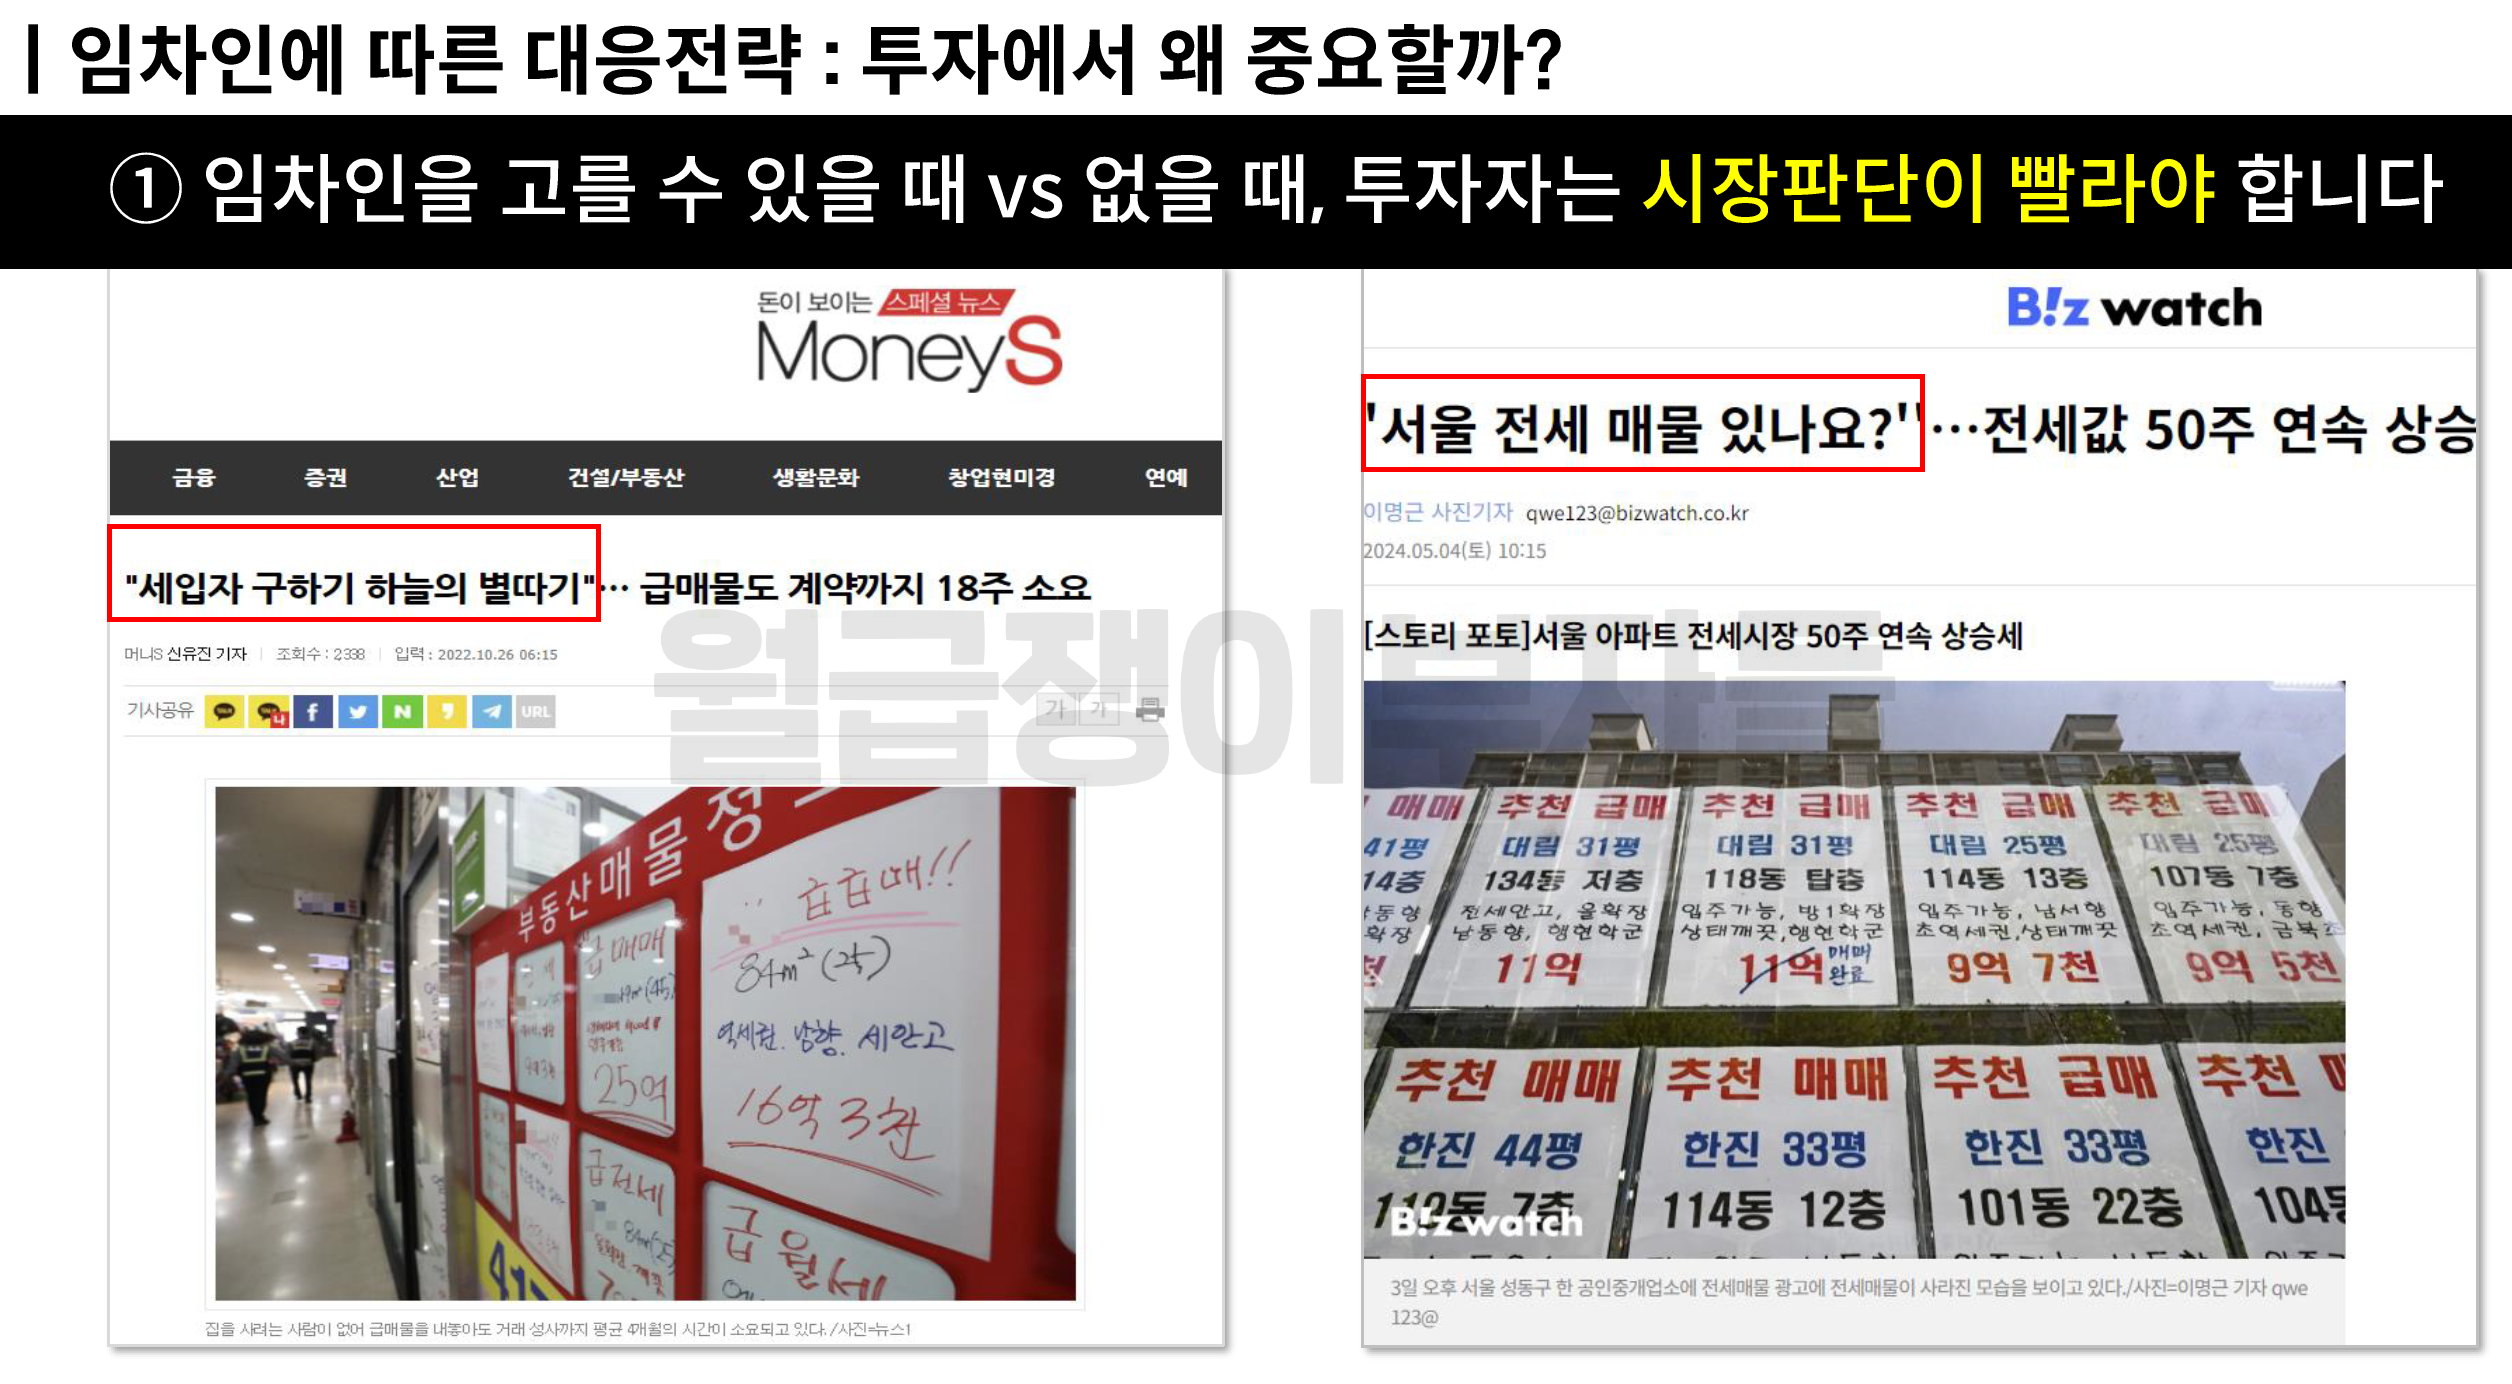 | 임차인에 따른 대응전략 : 투자에서 왜 중요할까?
① 임차인을 고를 수 있을 때 vs 없을 때, 투자자는 시장판단이 빨라야 합니다
돈이 보이는 스페셜 뉴스
MoneyS
금융 증권 산업 건설/부동산 생활문화 창업현미경 연예
"세입자 구하기 하늘의 별따기"… 급매물도 계약까지 18주 소요
머니S 신유진 기자 | 조회수 : 2338 | 입력 : 2022.10.26 06:15
기사공유 URL 가 가
부동산매물정
急急매!!
84m²(25)
역세권. 남향. 세안고
16억 3천
급매매
25억
급전세
급월세
집을 사려는 사람이 없어 급매물을 내놓아도 거래 성사까지 평균 4개월의 시간이 소요되고 있다./사진=뉴스1
B!z watch
'서울 전세 매물 있나요?''…전세값 50주 연속 상승
이명근 사진기자 qwe123@bizwatch.co.kr
2024.05.04(토) 10:15
[스토리 포토]서울 아파트 전세시장 50주 연속 상승세
매매 추천 급매 추천 급매 추천 급매 추천 급매
41평 대림 31평 대림 31평 대림 25평 대림 25평
14층 134동 저층 118동 탑층 114동 13층 107동 7층
남동향 전세안고, 올확장 입주가능, 방1확장 입주가능, 남서향 입주가능, 동향
확장 남동향, 행현학군 상태깨끗,행현학군 초역세권,상태깨끗 초역세권, 금북초
11억 11억 매매완료 9억 7천 9억 5천
추천 매매 추천 매매 추천 급매 추천
한진 44평 한진 33평 한진 33평 한진
110동 7층 114동 12층 101동 22층 104동
B!z watch
3일 오후 서울 성동구 한 공인중개업소에 전세매물 광고에 전세매물이 사라진 모습을 보이고 있다./사진=이명근 기자 qwe
123@
월급쟁이부자들